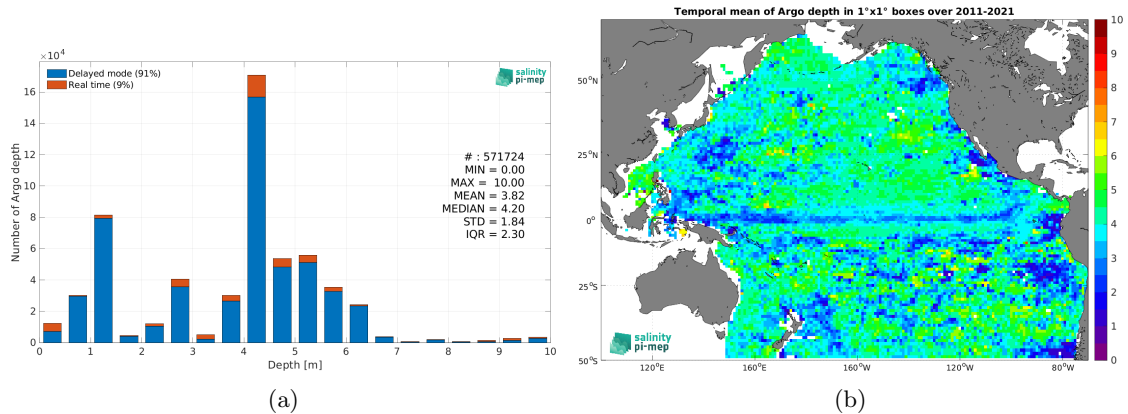 ×10⁴
Delayed mode (91%)
Real time (9%)
salinity
pi-mep
# : 571724
MIN = 0.00
MAX = 10.00
MEAN = 3.82
MEDIAN = 4.20
STD = 1.84
IQR = 2.30
Number of Argo depth
16
14
12
10
8
6
4
2
0
0 1 2 3 4 5 6 7 8 9 10
Depth [m]
(a)
Temporal mean of Argo depth in 1°x1° boxes over 2011-2021
50°N
25°N
0°
25°S
50°S
120°E 160°E 160°W 120°W 80°W
salinity
pi-mep
10
9
8
7
6
5
4
3
2
1
0
(b)